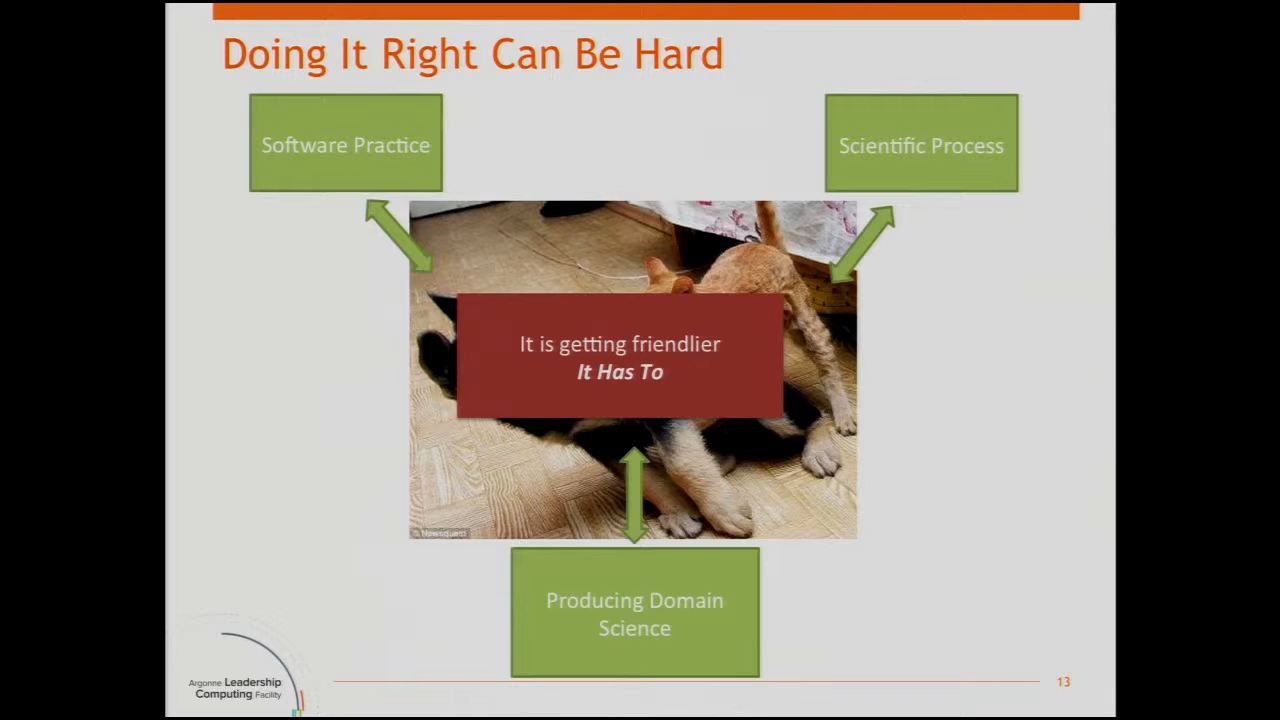 Doing It Right Can Be Hard
Software Practice
Scientific Process
It is getting friendlier
It Has To
© Newsquest
Producing Domain
Science
Argonne Leadership
Computing Facility
13